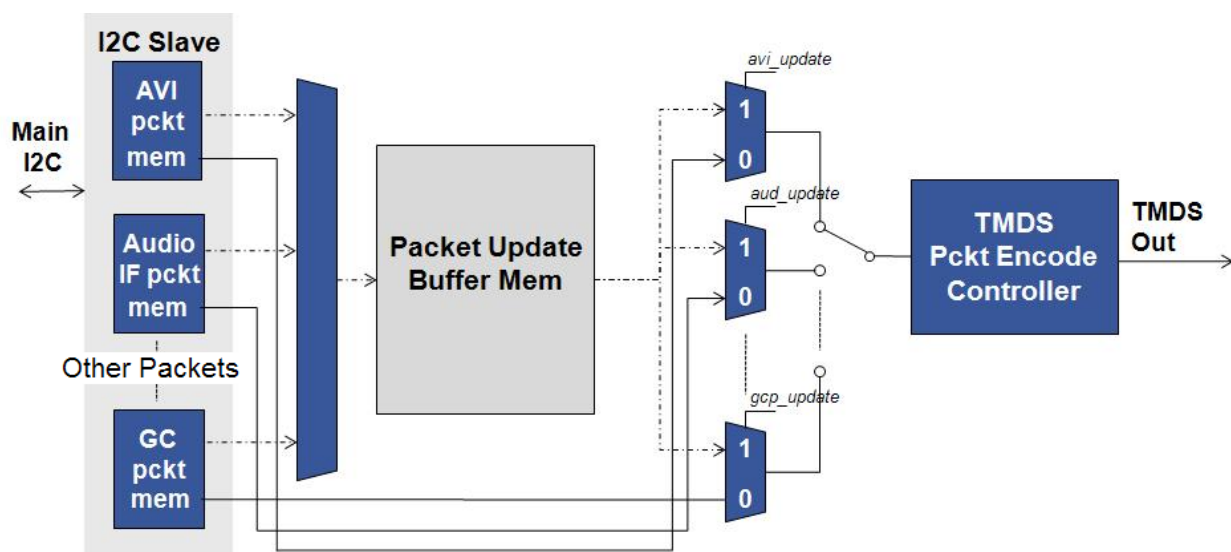 I2C Slave
Main
I2C
AVI
pckt
mem
Audio
IF pckt
mem
Other Packets
GC
pckt
mem
Packet Update
Buffer Mem
avi_update
1
0
aud_update
1
0
gcp_update
1
0
TMDS
Pckt Encode
Controller
TMDS
Out